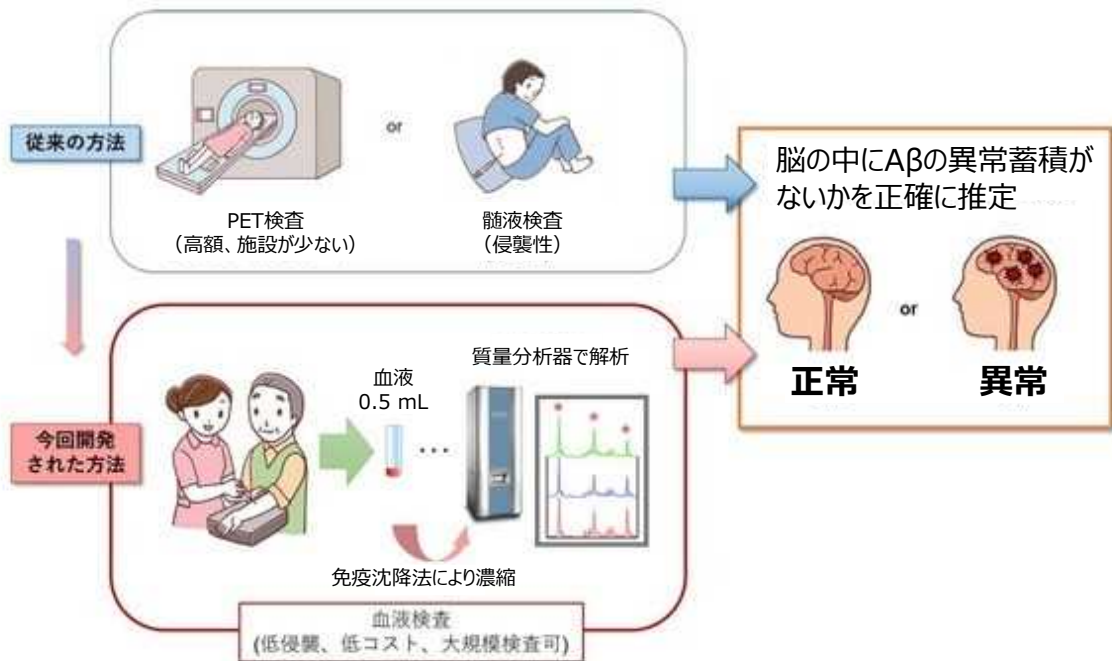 従来の方法
or
PET検査
(高額、施設が少ない)
髄液検査
(侵襲性)
脳の中にAβの異常蓄積が
ないかを正確に推定
or
正常
異常
今回開発
された方法
血液
0.5 mL
…
質量分析器で解析
免疫沈降法により濃縮
血液検査
(低侵襲、低コスト、大規模検査可)